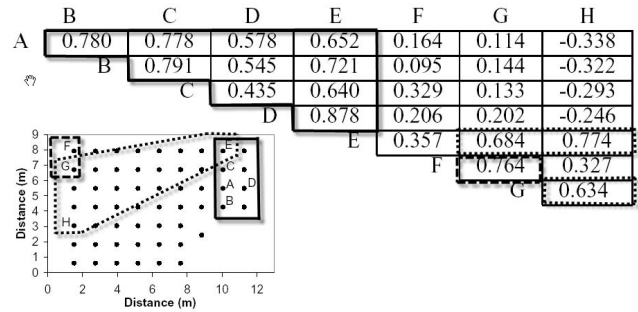 B C D E F G H
A 0.780 0.778 0.578 0.652 0.164 0.114 -0.338
B 0.791 0.545 0.721 0.095 0.144 -0.322
C 0.435 0.640 0.329 0.133 -0.293
D 0.878 0.206 0.202 -0.246
E 0.357 0.684 0.774
F 0.764 0.327
G 0.634
Distance (m)
9
8
7
6
5
4
3
2
1
0
F
G
H
E
C
A D
B
0 2 4 6 8 10 12
Distance (m)